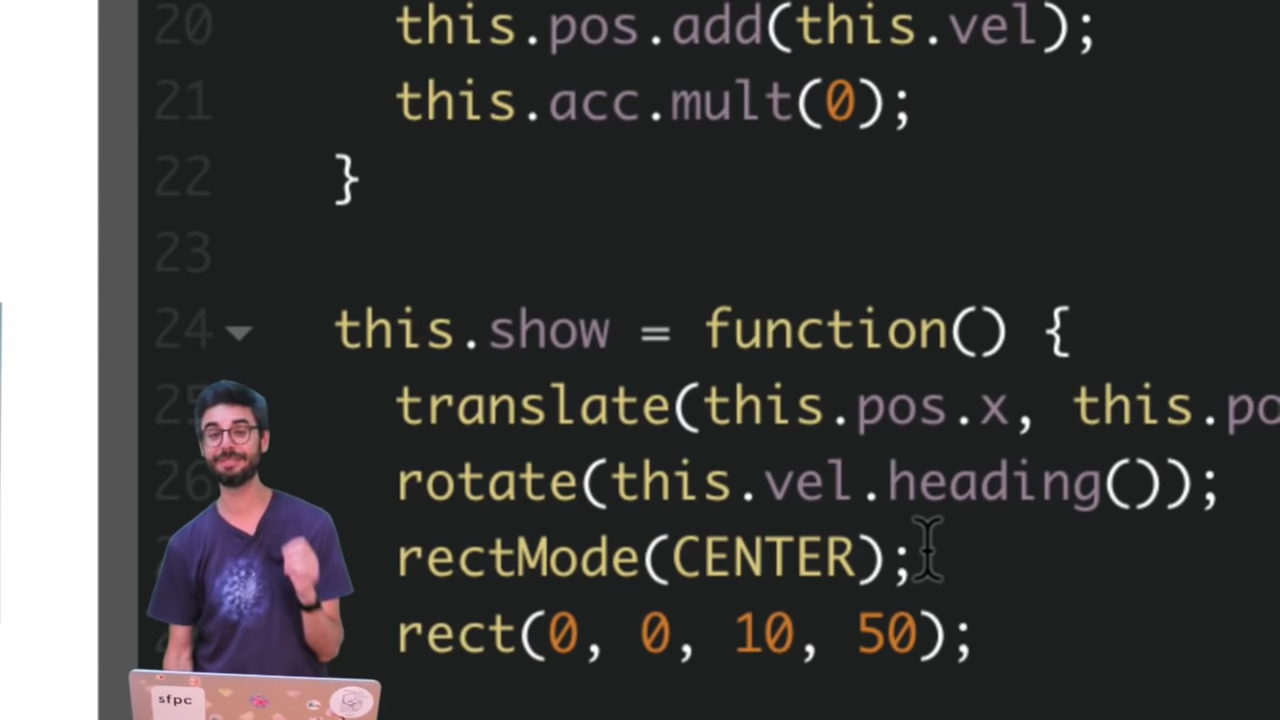 20 this.pos.add(this.vel);
21 this.acc.mult(0);
22 }
23
24 this.show = function() {
25 translate(this.pos.x, this.po
26 rotate(this.vel.heading());
rectMode(CENTER);
rect(0, 0, 10, 50);
sfpc